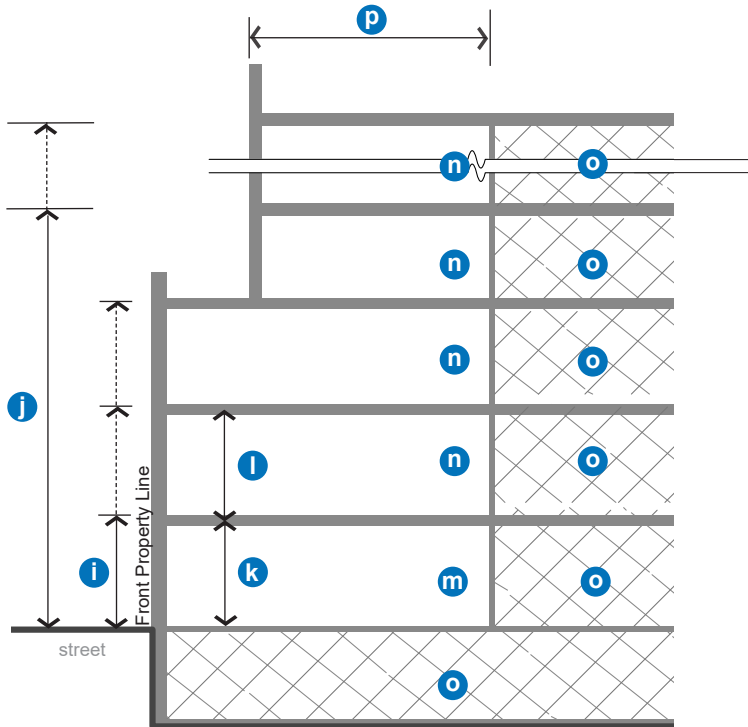 p
n o
n o
n o
j
l n o
Front Property Line
i k m o
street
o